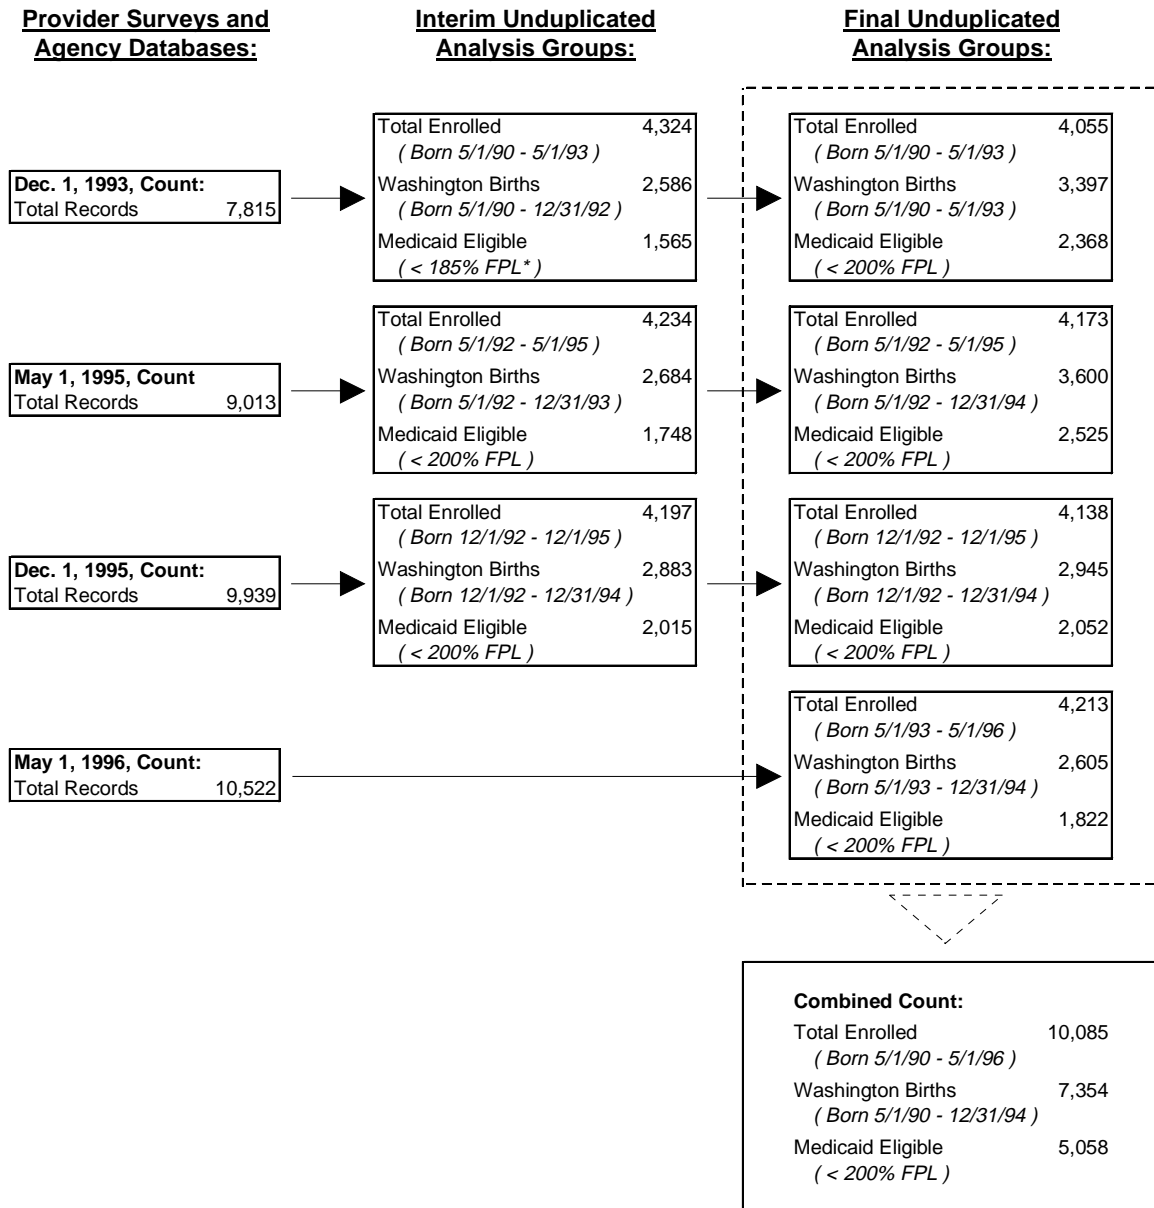 Provider Surveys and
Agency Databases:
Interim Unduplicated
Analysis Groups:
Final Unduplicated
Analysis Groups:
Dec. 1, 1993, Count:
Total Records 7,815
Total Enrolled 4,324
( Born 5/1/90 - 5/1/93 )
Washington Births 2,586
( Born 5/1/90 - 12/31/92 )
Medicaid Eligible 1,565
( < 185% FPL* )
Total Enrolled 4,055
( Born 5/1/90 - 5/1/93 )
Washington Births 3,397
( Born 5/1/90 - 5/1/93 )
Medicaid Eligible 2,368
( < 200% FPL )
May 1, 1995, Count
Total Records 9,013
Total Enrolled 4,234
( Born 5/1/92 - 5/1/95 )
Washington Births 2,684
( Born 5/1/92 - 12/31/93 )
Medicaid Eligible 1,748
( < 200% FPL )
Total Enrolled 4,173
( Born 5/1/92 - 5/1/95 )
Washington Births 3,600
( Born 5/1/92 - 12/31/94 )
Medicaid Eligible 2,525
( < 200% FPL )
Dec. 1, 1995, Count:
Total Records 9,939
Total Enrolled 4,197
( Born 12/1/92 - 12/1/95 )
Washington Births 2,883
( Born 12/1/92 - 12/31/94 )
Medicaid Eligible 2,015
( < 200% FPL )
Total Enrolled 4,138
( Born 12/1/92 - 12/1/95 )
Washington Births 2,945
( Born 12/1/92 - 12/31/94 )
Medicaid Eligible 2,052
( < 200% FPL )
May 1, 1996, Count:
Total Records 10,522
Total Enrolled 4,213
( Born 5/1/93 - 5/1/96 )
Washington Births 2,605
( Born 5/1/93 - 12/31/94 )
Medicaid Eligible 1,822
( < 200% FPL )
Combined Count:
Total Enrolled 10,085
( Born 5/1/90 - 5/1/96 )
Washington Births 7,354
( Born 5/1/90 - 12/31/94 )
Medicaid Eligible 5,058
( < 200% FPL )